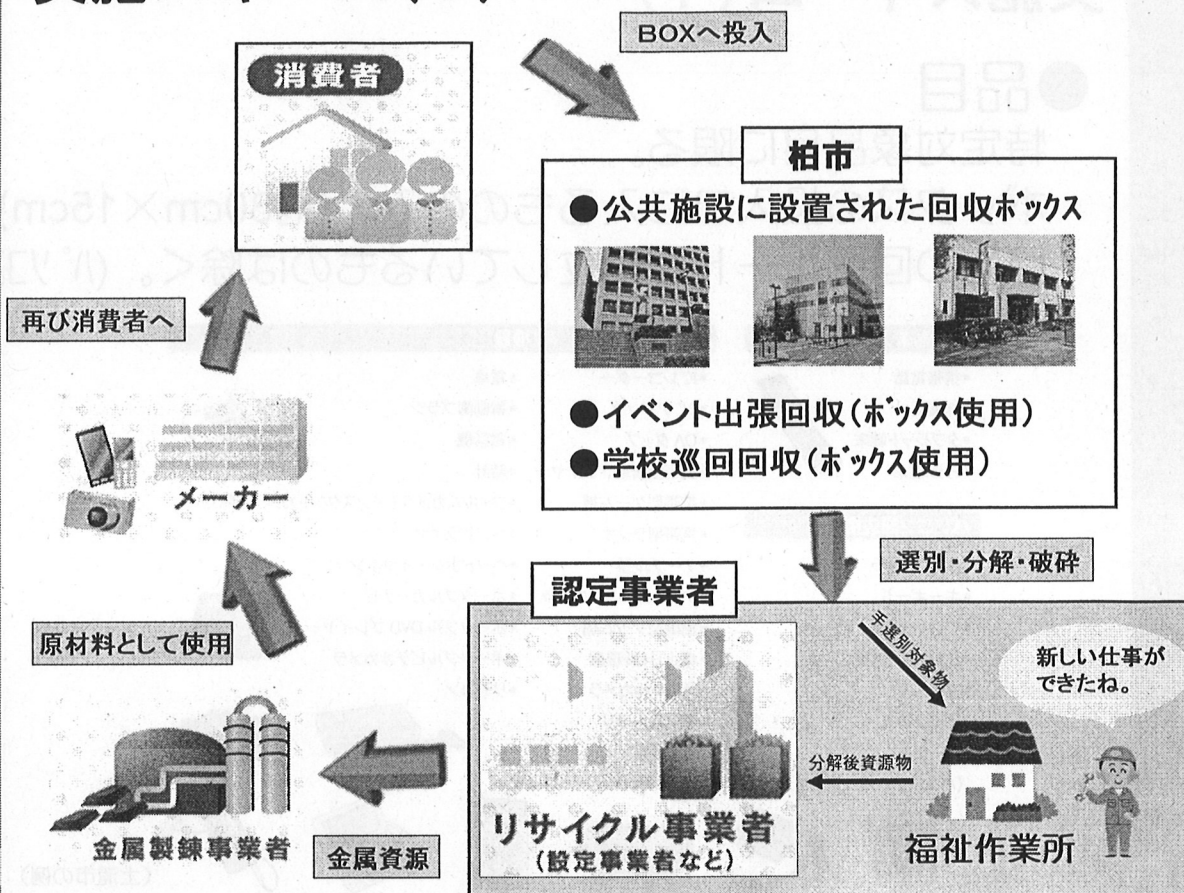 BOXへ投入
消費者
柏市
●公共施設に設置された回収ボックス
●イベント出張回収(ボックス使用)
●学校巡回回収(ボックス使用)
再び消費者へ
メーカー
選別・分解・破砕
認定事業者
手選別対象物
新しい仕事が
できたね。
原材料として使用
分解後資源物
リサイクル事業者
(設定事業者など)
福祉作業所
金属製錬事業者
金属資源